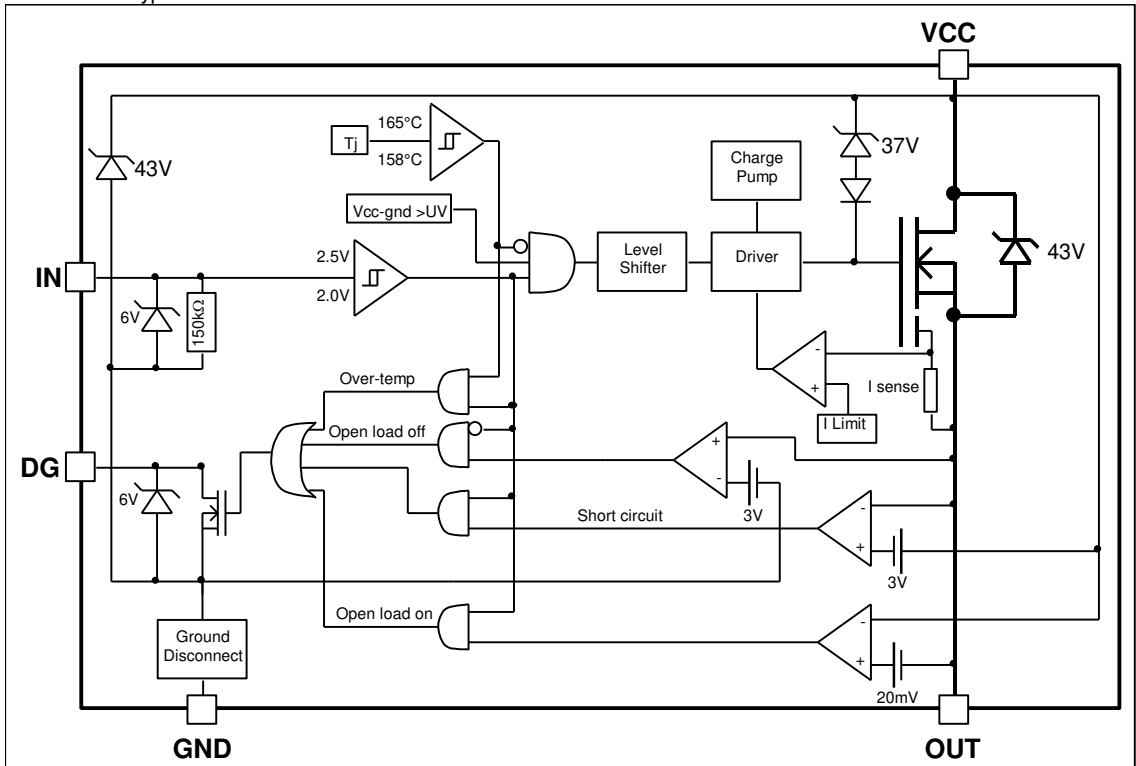 VCC
165°C
Tj
158°C
43V
37V
Charge
Pump
Vcc-gnd >UV
Level
Shifter
Driver
43V
2.5V
2.0V
IN
6V
150kΩ
-
+
I sense
I Limit
Over-temp
Open load off
+
-
3V
DG
6V
Short circuit
-
+
3V
Open load on
-
+
20mV
Ground
Disconnect
GND
OUT